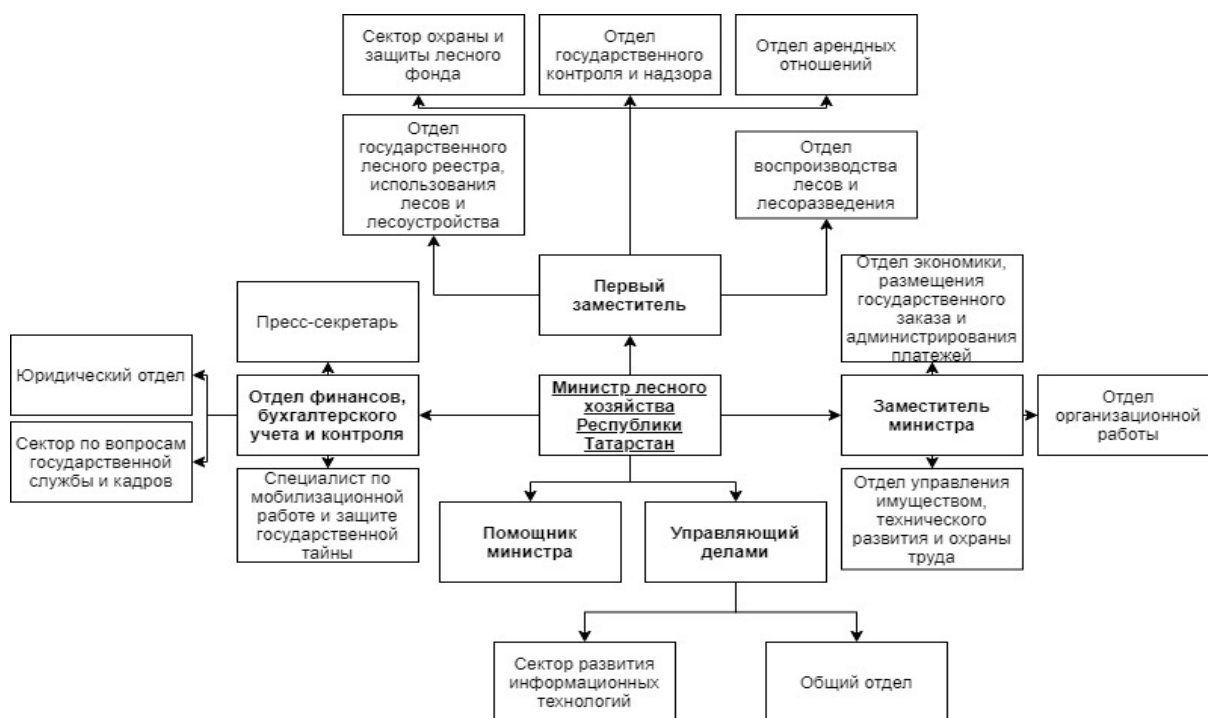 Сектор охраны и
защиты лесного
фонда
Отдел
государственного
контроля и надзора
Отдел арендных
отношений
Отдел
государственного
лесного реестра,
использования
лесов и
лесоустройства
Отдел
воспроизводства
лесов и
лесоразведения
Первый
заместитель
Отдел экономики,
размещения
государственного
заказа и
администрирования
платежей
Пресс-секретарь
Юридический отдел
Отдел финансов,
бухгалтерского
учета и контроля
Министр лесного
хозяйства
Республики
Татарстан
Заместитель
министра
Отдел
организационной
работы
Сектор по вопросам
государственной
службы и кадров
Специалист по
мобилизационной
работе и защите
государственной
тайны
Помощник
министра
Управляющий
делами
Отдел управления
имуществом,
технического
развития и охраны
труда
Сектор развития
информационных
технологий
Общий отдел